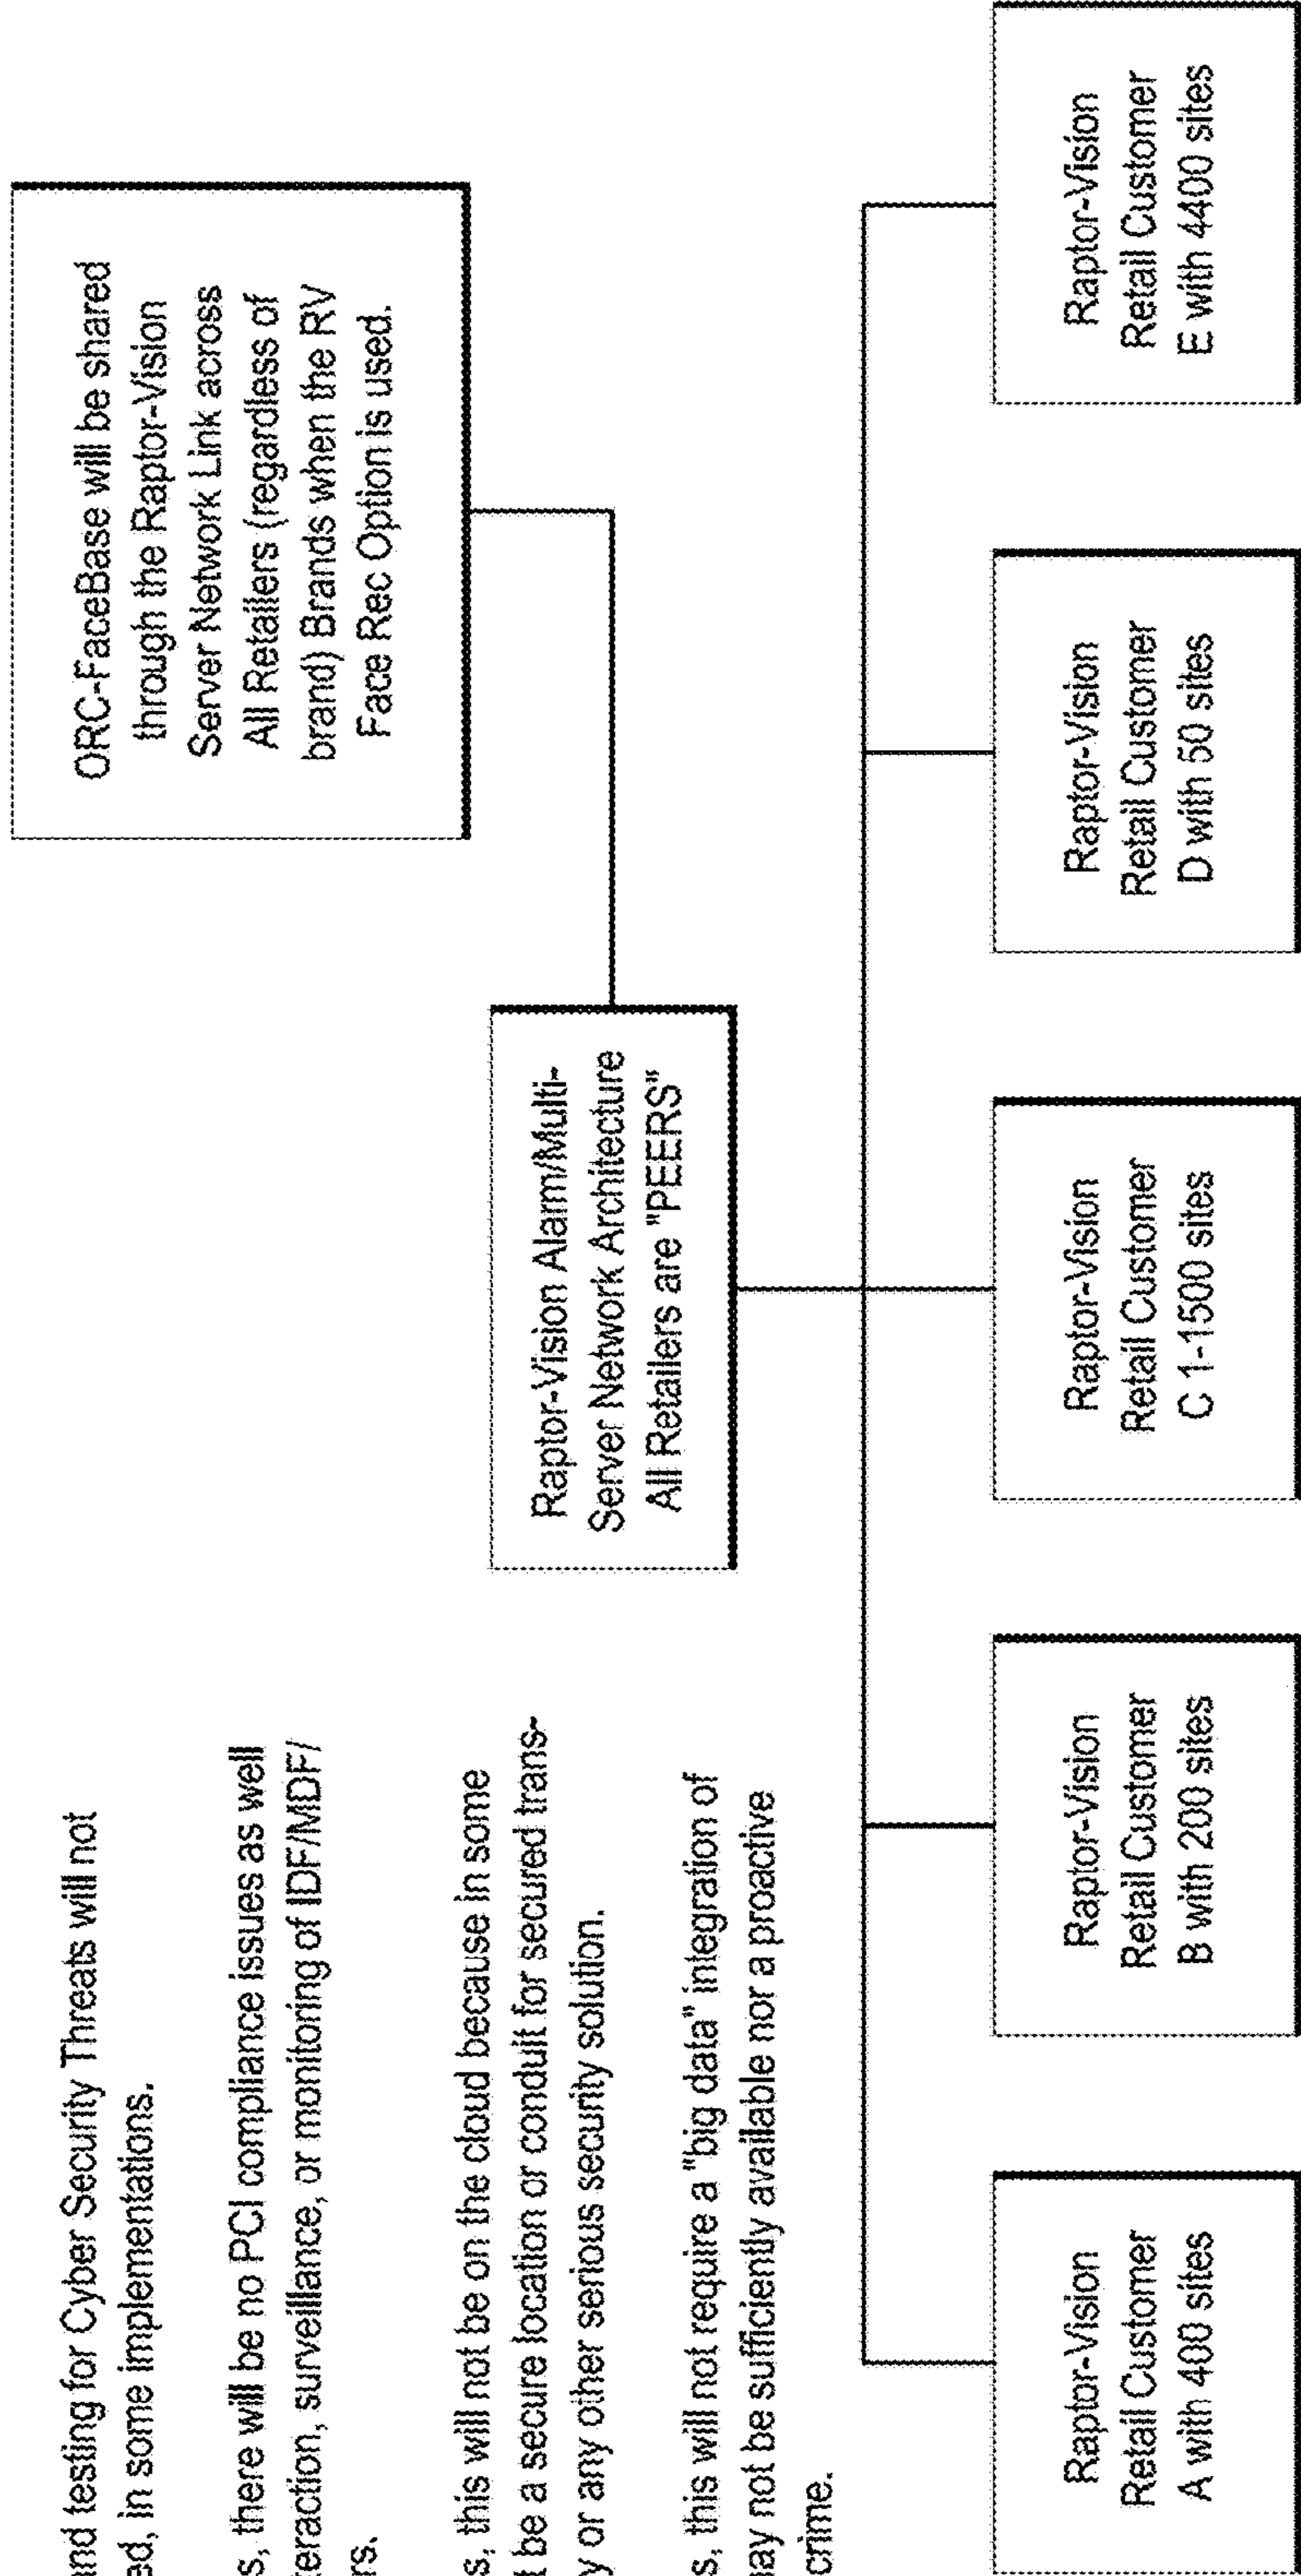 and testing for Cyber Security Threats will not
ed, in some implementations.
s, there will be no PCI compliance issues as well
teraction, surveillance, or monitoring of IDF/MDF/
rs.
s, this will not be on the cloud because in some
t be a secure location or conduit for secured trans-
y or any other serious security solution.
s, this will not require a "big data" integration of
nay not be sufficiently available nor a proactive
crime.
ORC-FaceBase will be shared
through the Raptor-Vision
Server Network Link across
All Retailers (regardless of
brand) Brands when the RV
Face Rec Option is used.
Raptor-Vision Alarm/Multi-
Server Network Architecture
All Retailers are "PEERS"
Raptor-Vision
Retail Customer
A with 400 sites
Raptor-Vision
Retail Customer
B with 200 sites
Raptor-Vision
Retail Customer
C 1-1500 sites
Raptor-Vision
Retail Customer
D with 50 sites
Raptor-Vision
Retail Customer
E with 4400 sites